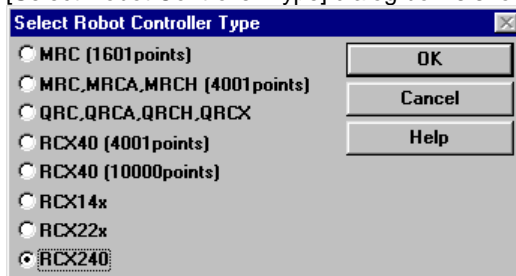 Select Robot Controller Type
MRC (1601points)
MRC,MRCA,MRCH (4001points)
QRC,QRCA,QRCH,QRCX
RCX40 (4001points)
RCX40 (10000points)
RCX14x
RCX22x
RCX240
OK
Cancel
Help